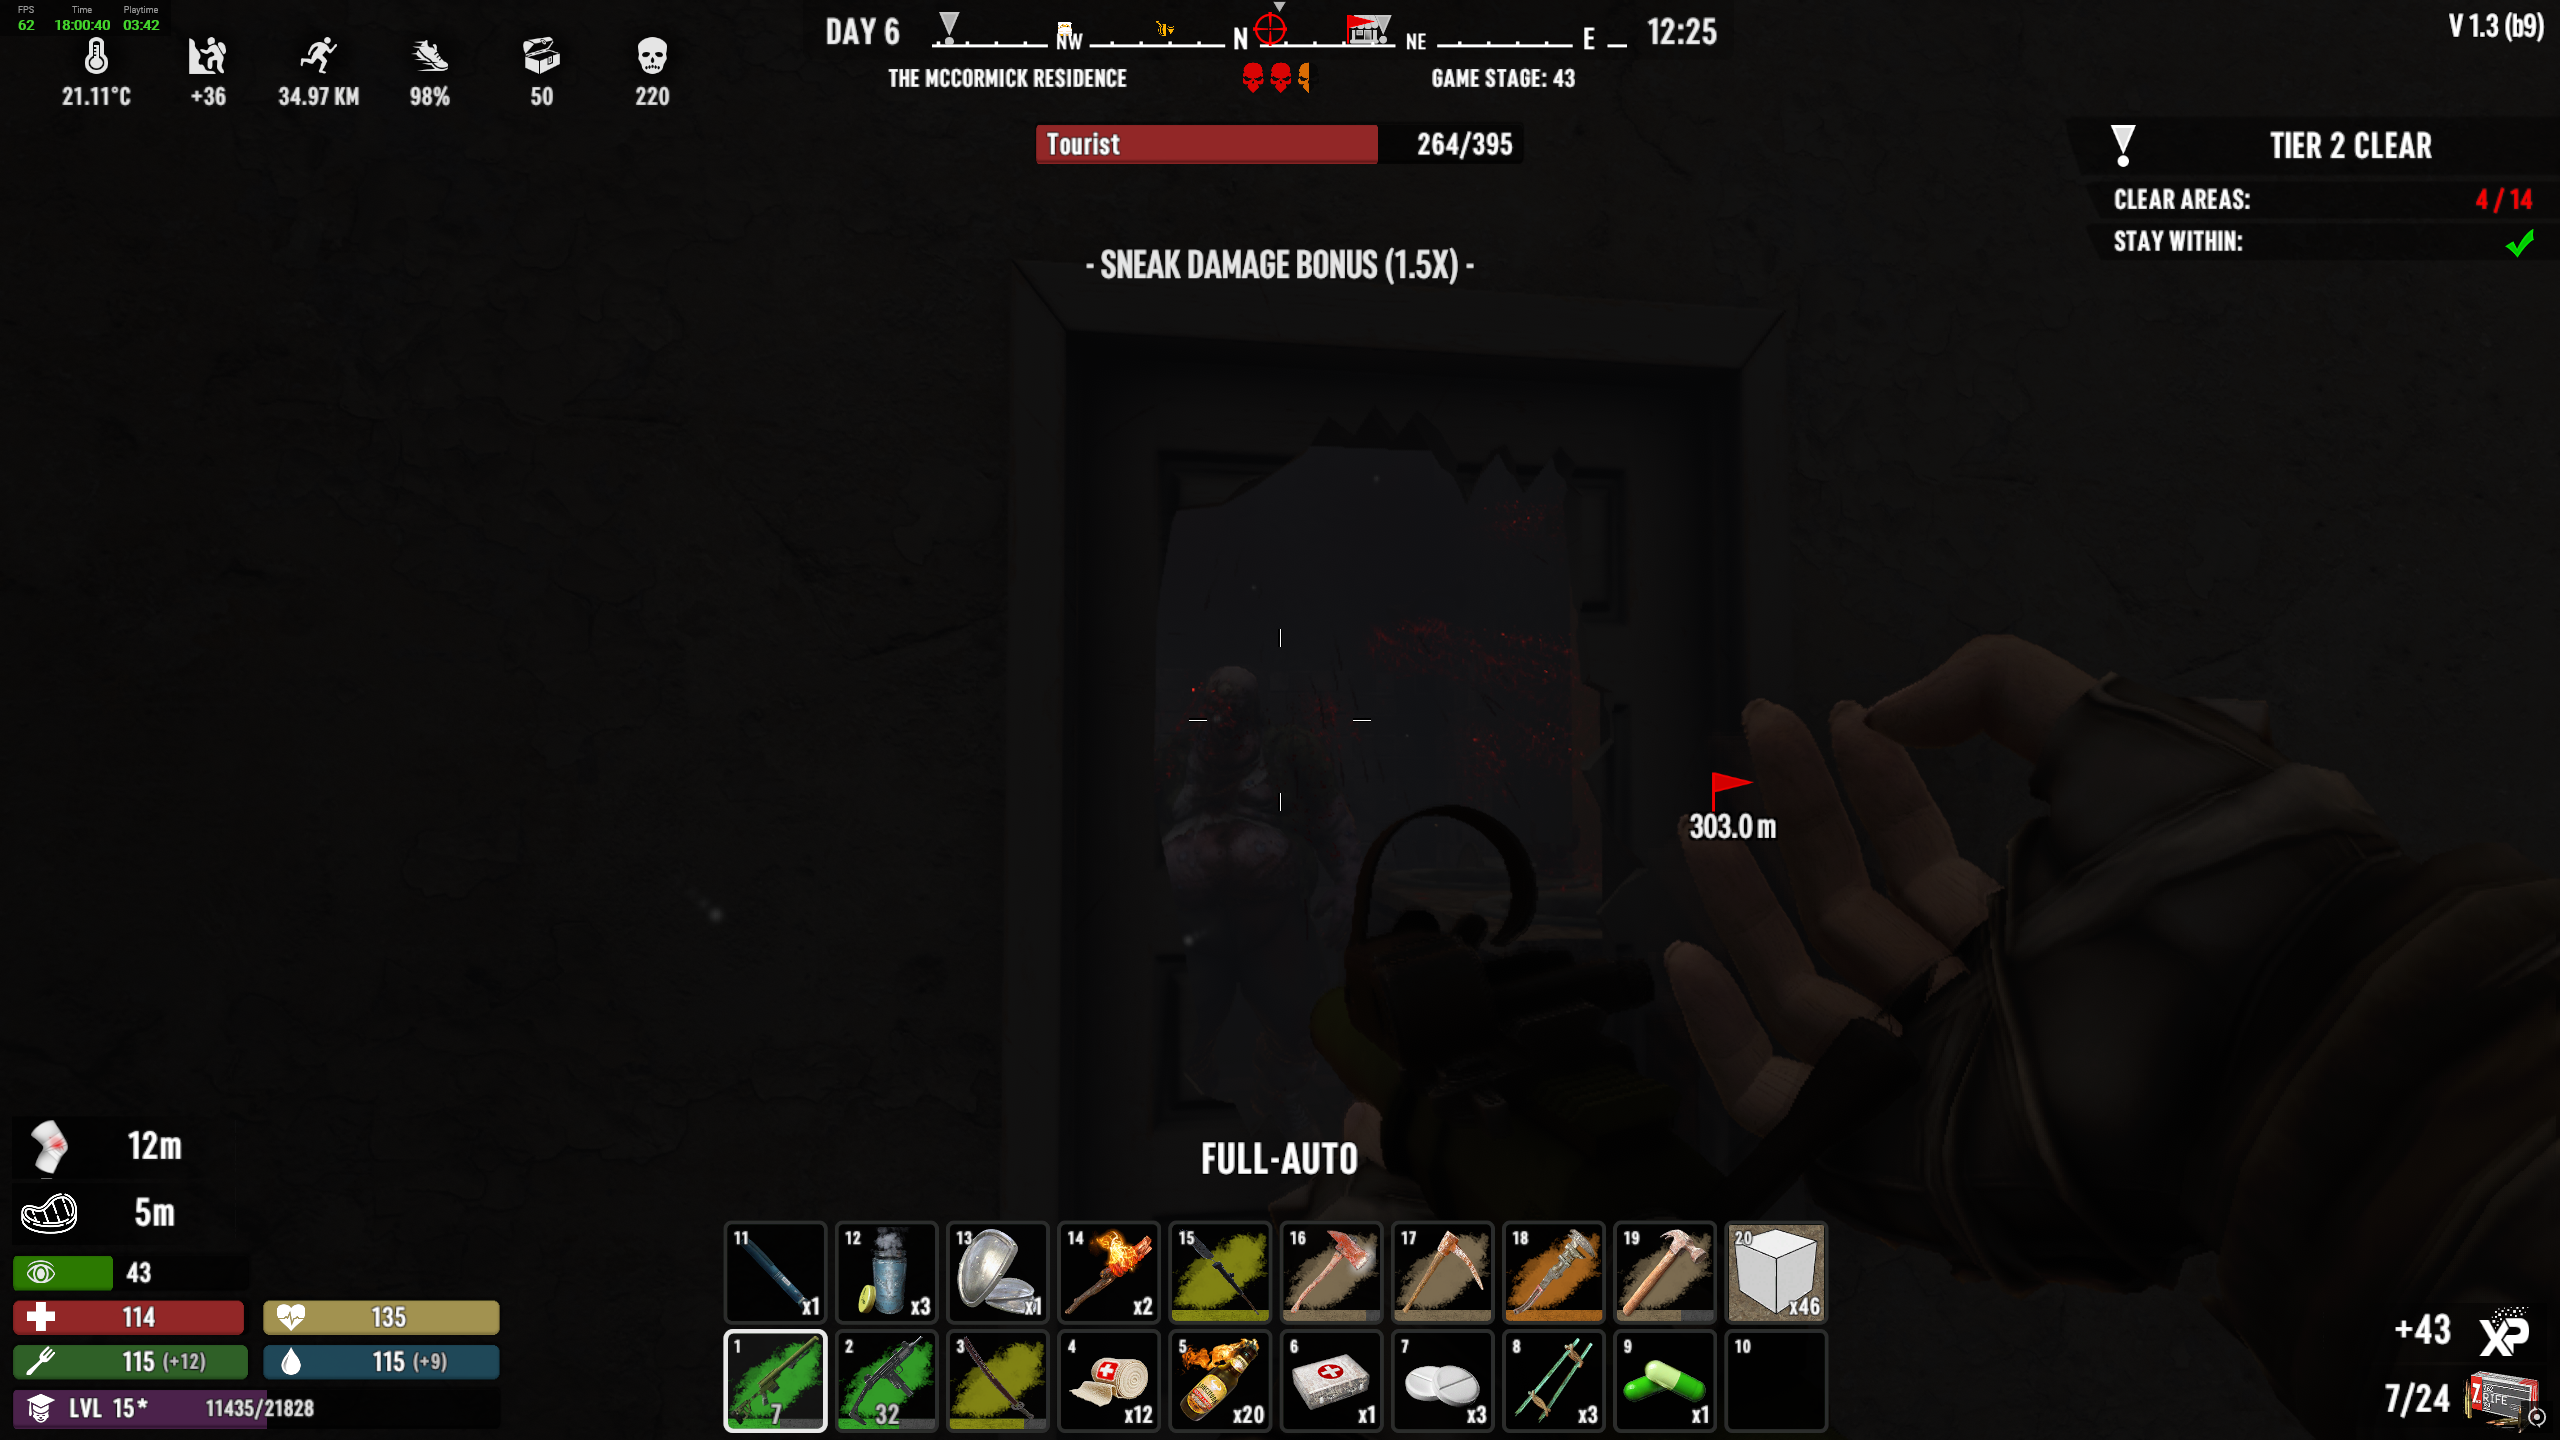 FPS Time Playtime
62 18:00:40 03:42
21.11°C +36 34.97 KM 98% 50 220
DAY 6 NW N NE E 12:25
THE MCCORMICK RESIDENCE GAME STAGE: 43
V 1.3 (b9)
Tourist 264/395
TIER 2 CLEAR
CLEAR AREAS: 4 / 14
STAY WITHIN:
- SNEAK DAMAGE BONUS (1.5X) -
303.0 m
FULL-AUTO
12m
5m
43
114 135
115 (+12) 115 (+9)
LVL 15* 11435/21828
11 x1 12 x3 13 x1 14 x2 15 16 17 18 19 20 x46
1 7 2 32 3 4 x12 5 x20 6 x1 7 x3 8 x3 9 x1 10
+43 XP
7/24